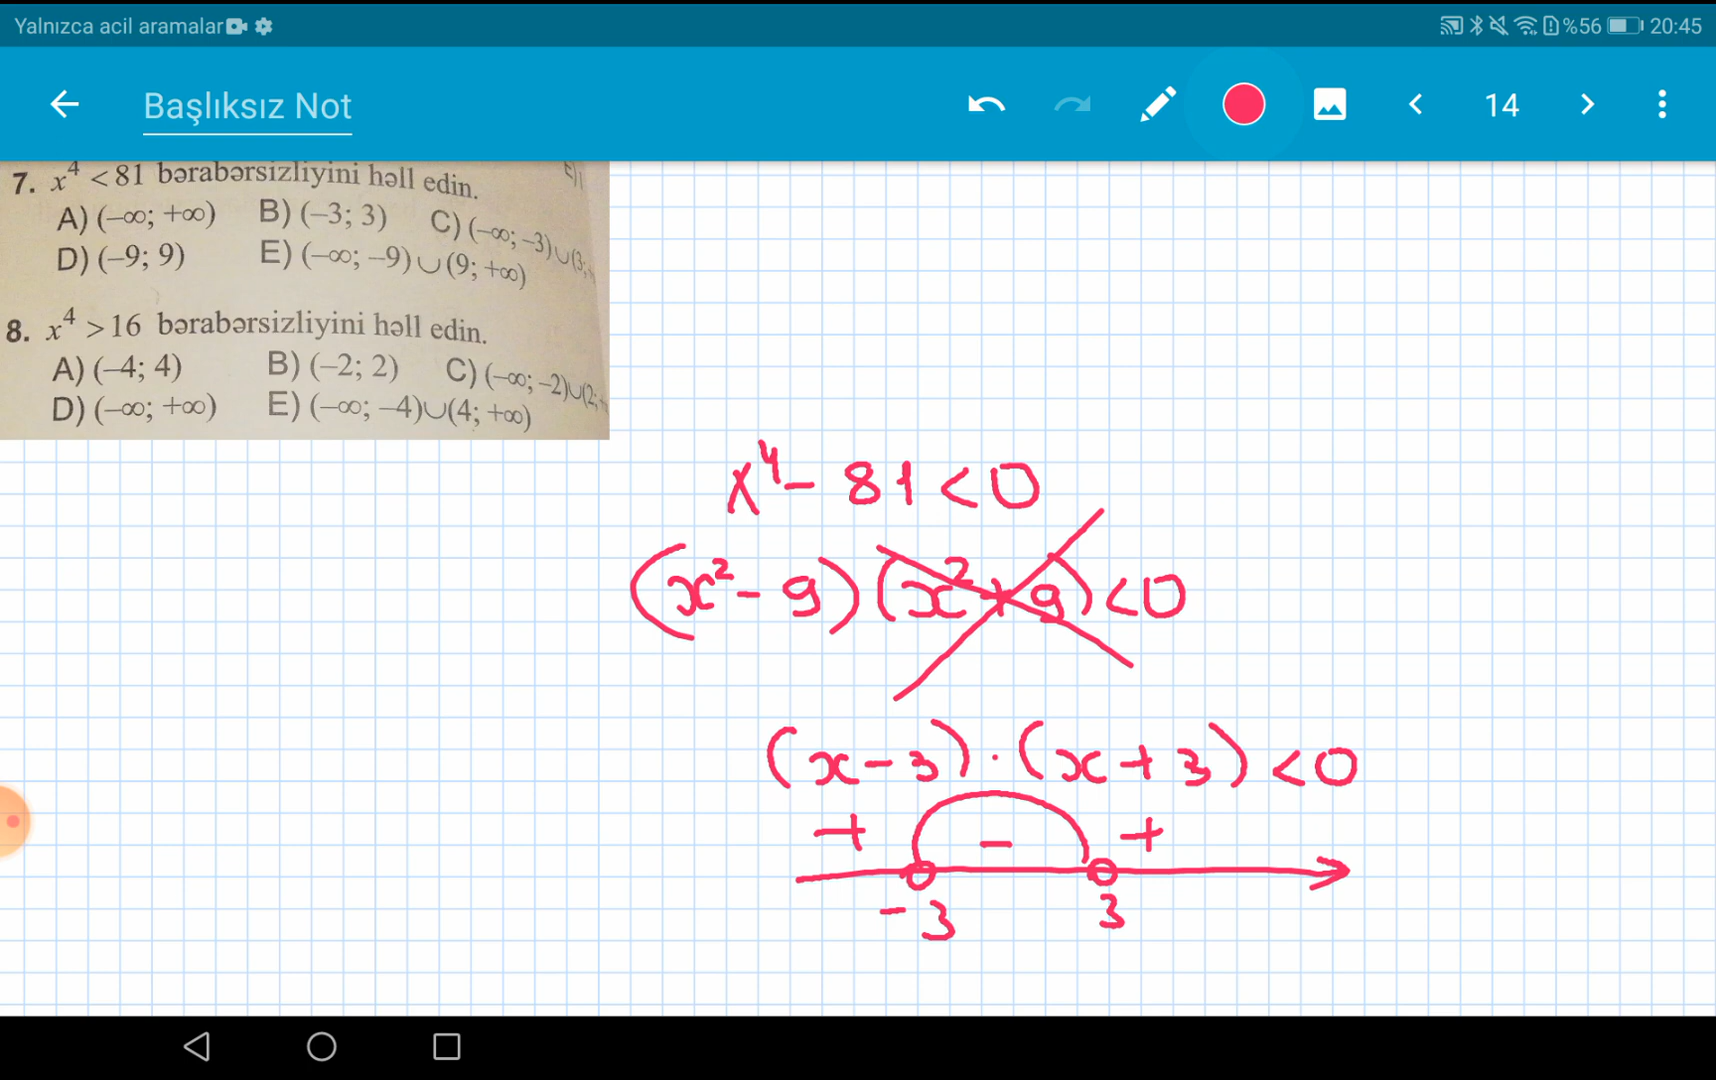 Yalnızca acil aramalar %56 20:45
Başlıksız Not 14
7. x⁴ < 81 bərabərsizliyini həll edin.
A) (–∞; +∞) B) (–3; 3) C) (–∞; –3)∪(3;
D) (–9; 9) E) (–∞; –9)∪(9; +∞)
8. x⁴ > 16 bərabərsizliyini həll edin.
A) (–4; 4) B) (–2; 2) C) (–∞; –2)∪(2;
D) (–∞; +∞) E) (–∞; –4)∪(4; +∞)
x⁴ - 81 < 0
(x² - 9)(x² + 9) < 0
(x - 3) · (x + 3) < 0
+ - +
-3 3